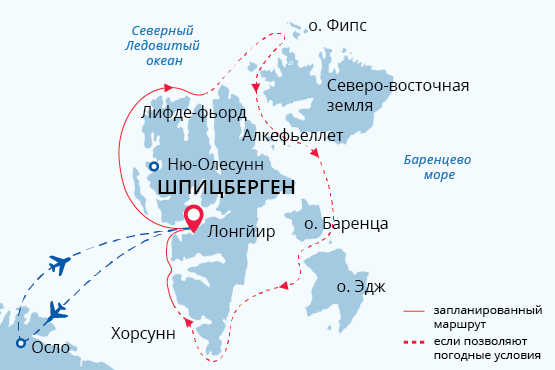 о. Фипс
Северный
Ледовитый
океан
Северо-восточная
земля
Лифде-фьорд
Алкефьеллет
Баренцево
море
Ню-Олесунн
ШПИЦБЕРГЕН
о. Баренца
Лонгйир
о. Эдж
запланированный
маршрут
Хорсунн
если позволяют
погодные условия
Осло